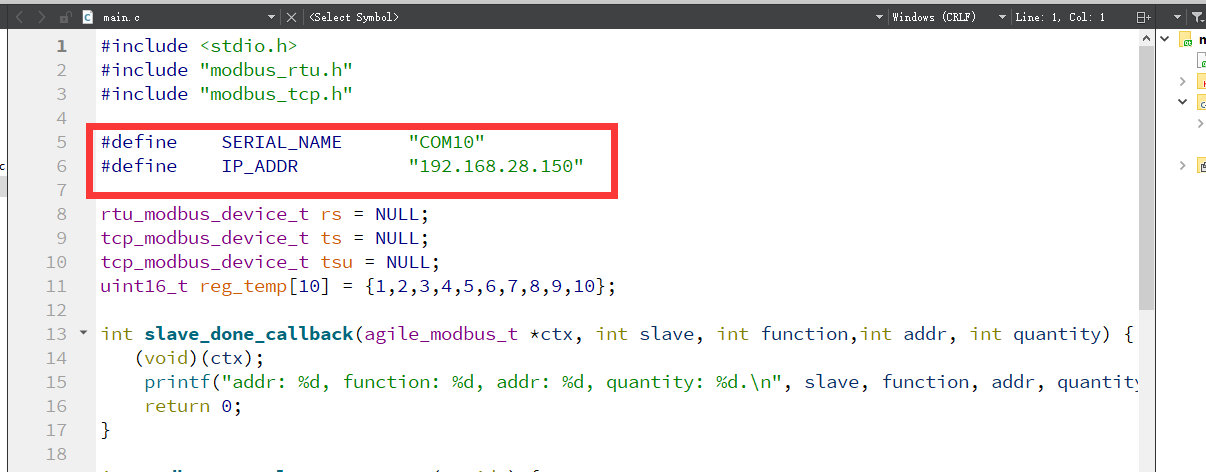 main.c <Select Symbol> Windows (CRLF) Line: 1, Col: 1
1 #include <stdio.h>
2 #include "modbus_rtu.h"
3 #include "modbus_tcp.h"
4
5 #define SERIAL_NAME "COM10"
6 #define IP_ADDR "192.168.28.150"
7
8 rtu_modbus_device_t rs = NULL;
9 tcp_modbus_device_t ts = NULL;
10 tcp_modbus_device_t tsu = NULL;
11 uint16_t reg_temp[10] = {1,2,3,4,5,6,7,8,9,10};
12
13 int slave_done_callback(agile_modbus_t *ctx, int slave, int function,int addr, int quantity) {
14 (void)(ctx);
15 printf("addr: %d, function: %d, addr: %d, quantity: %d.\n", slave, function, addr, quantity
16 return 0;
17 }
18